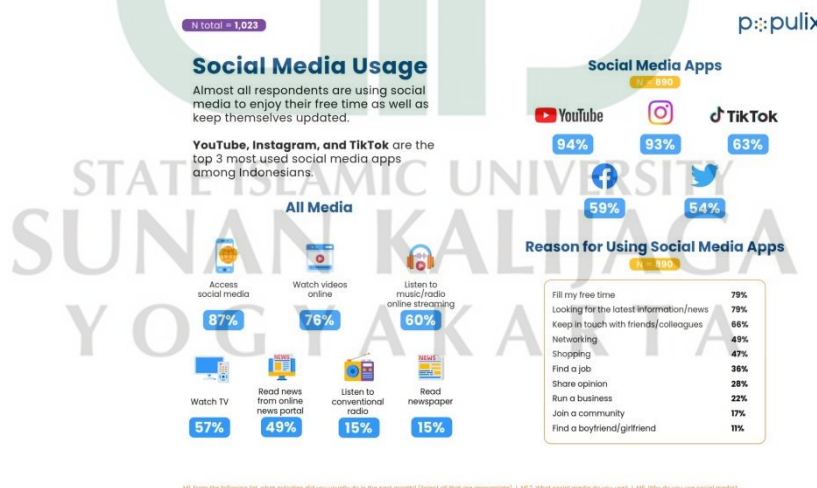 N total = 1,023
populix
Social Media Usage
Almost all respondents are using social
media to enjoy their free time as well as
keep themselves updated.
YouTube, Instagram, and TikTok are the
top 3 most used social media apps
among Indonesians.
All Media
Access
social media
87%
Watch videos
online
76%
Listen to
music/radio
online streaming
60%
Watch TV
57%
Read news
from online
news portal
49%
Listen to
conventional
radio
15%
Read
newspaper
15%
Social Media Apps
N = 890
YouTube
94%
93%
TikTok
63%
59%
54%
Reason for Using Social Media Apps
N = 890
Fill my free time 79%
Looking for the latest information/news 79%
Keep in touch with friends/colleagues 66%
Networking 49%
Shopping 47%
Find a job 36%
Share opinion 28%
Run a business 22%
Join a community 17%
Find a boyfriend/girlfriend 11%
STATE ISLAMIC UNIVERSITY
SUNAN KALIJAGA
YOGYAKARTA